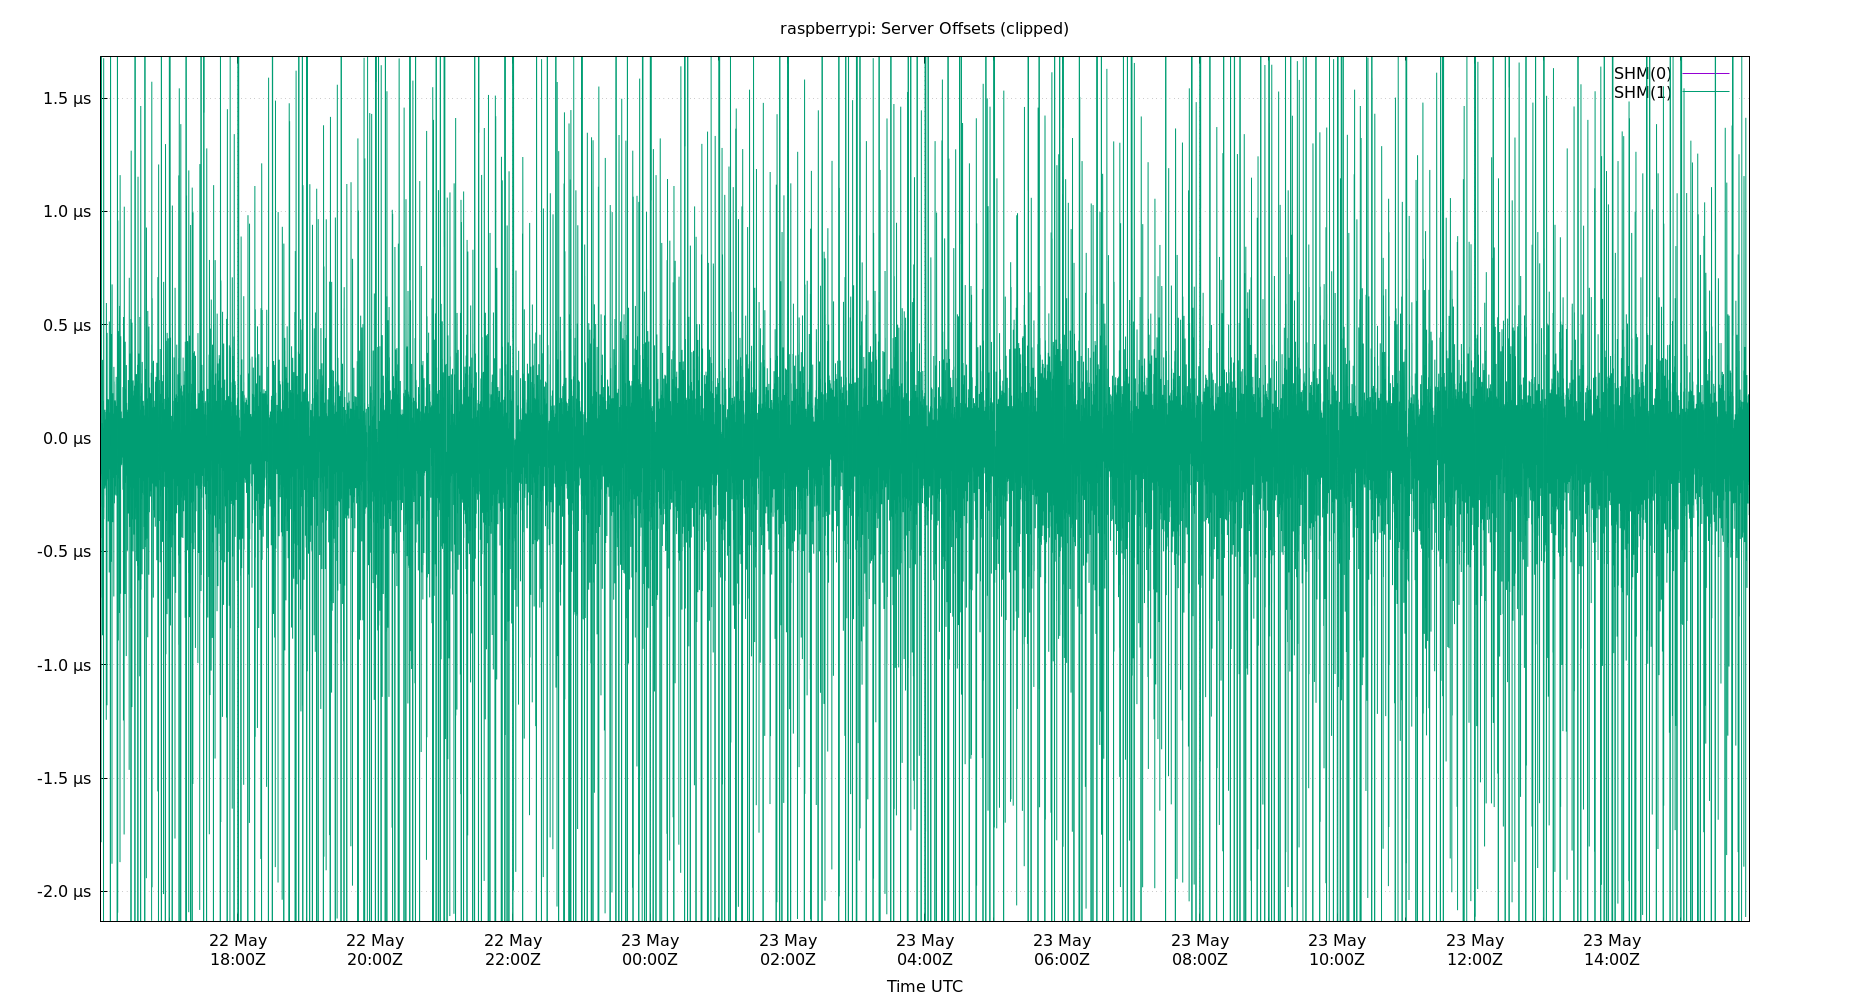 raspberrypi: Server Offsets (clipped)
SHM(0)
SHM(1)
1.5 µs
1.0 µs
0.5 µs
0.0 µs
-0.5 µs
-1.0 µs
-1.5 µs
-2.0 µs
22 May 22 May 22 May 23 May 23 May 23 May 23 May 23 May 23 May 23 May 23 May
18:00Z 20:00Z 22:00Z 00:00Z 02:00Z 04:00Z 06:00Z 08:00Z 10:00Z 12:00Z 14:00Z
Time UTC